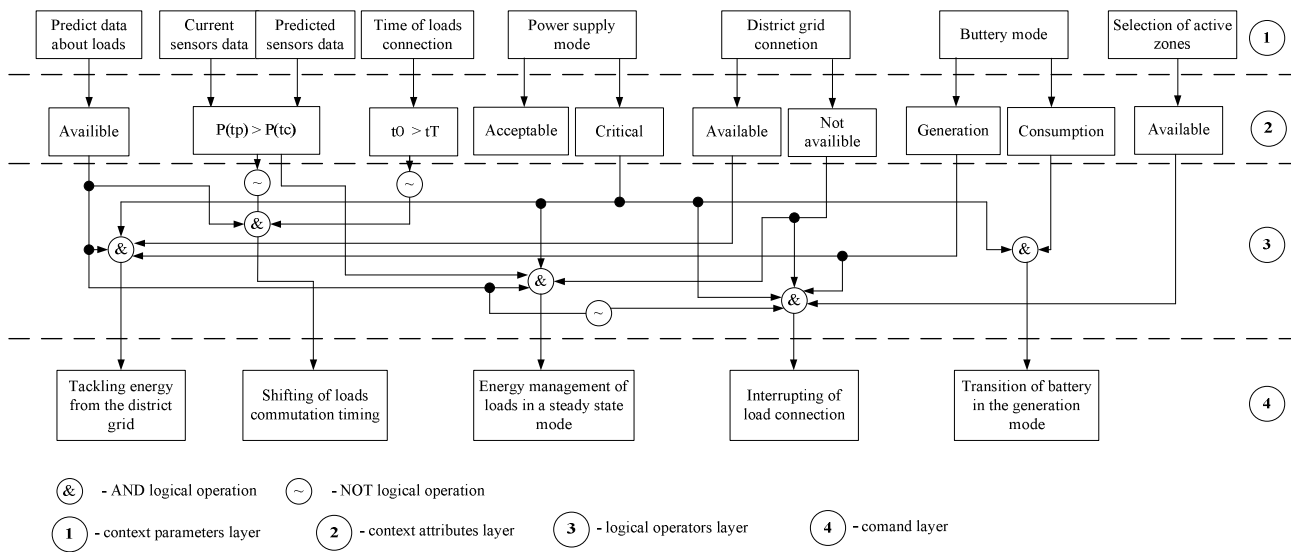 Predict data
about loads
Current
sensors data
Predicted
sensors data
Time of loads
connection
Power supply
mode
District grid
connetion
Buttery mode
Selection of active
zones
1
Availible
P(tp) > P(tc)
t0 > tT
Acceptable
Critical
Available
Not
availible
Generation
Consumption
Available
2
~
~
&
&
&
&
&
~
3
Tackling energy
from the district
grid
Shifting of loads
commutation timing
Energy management of
loads in a steady state
mode
Interrupting of
load connection
Transition of battery
in the generation
mode
4
& - AND logical operation
~ - NOT logical operation
1 - context parameters layer
2 - context attributes layer
3 - logical operators layer
4 - comand layer